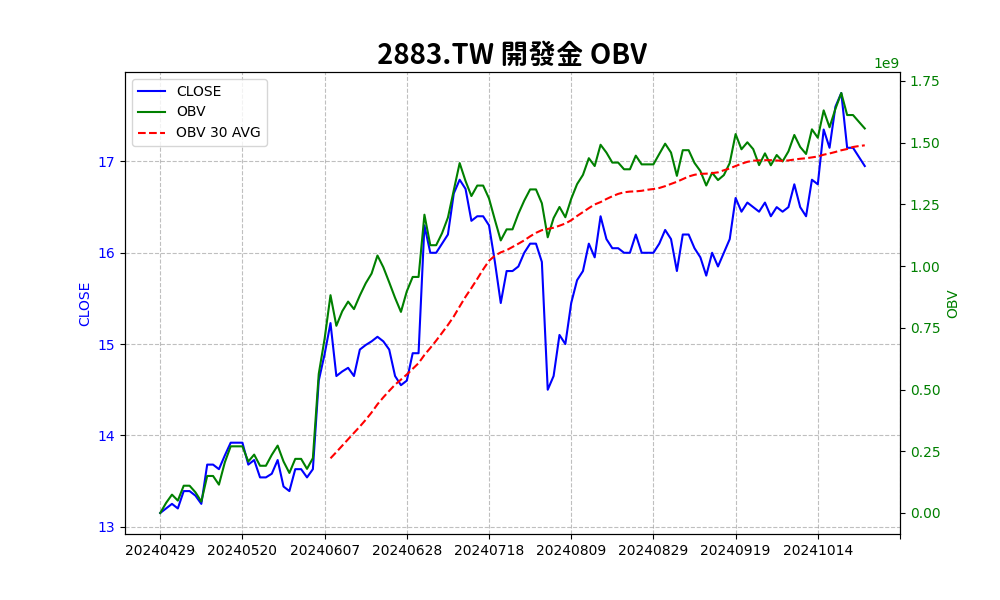 2883.TW 開發金 OBV
1e9
CLOSE
OBV
OBV 30 AVG
17
16
15
14
13
CLOSE
1.75
1.50
1.25
1.00
0.75
0.50
0.25
0.00
OBV
20240429 20240520 20240607 20240628 20240718 20240809 20240829 20240919 20241014